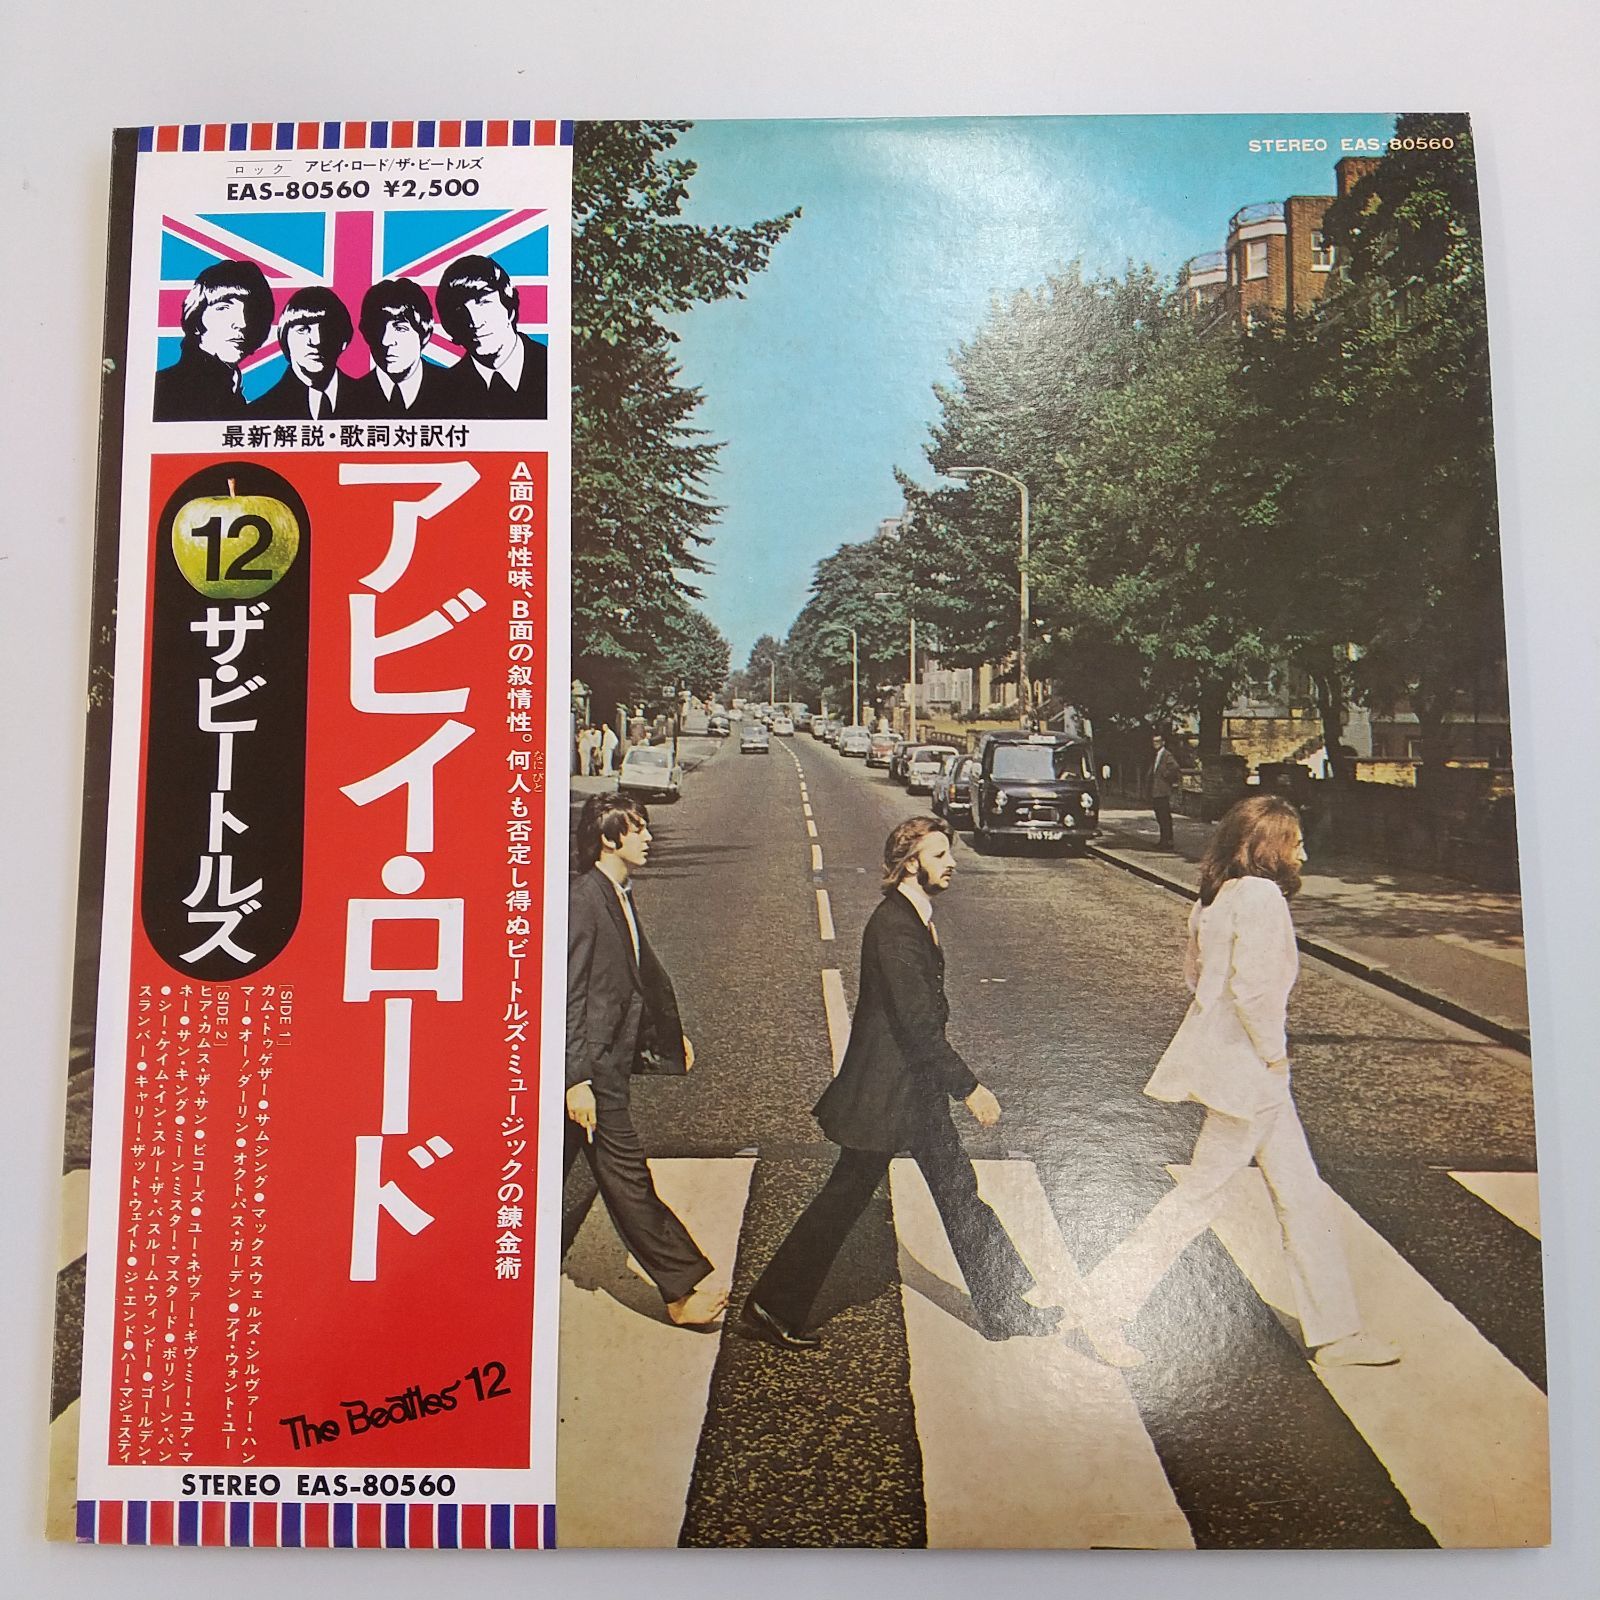 ロック アビイ・ロード/ザ・ビートルズ
EAS-80560 ¥2,500
最新解説・歌詞対訳付
A面の野性味、B面の叙情性。何人も否定し得ぬビートルズ・ミュージックの錬金術
なにびと
アビイ・ロード
12
ザ・ビートルズ
[SIDE 1]
カム・トゥゲザー●サムシング●マックスウェルズ・シルヴァー・ハン
マー●オー!ダーリン●オクトパス・ガーデン●アイ・ウォント・ユー
[SIDE 2]
ヒア・カムス・ザ・サン●ビコーズ●ユー・ネヴァー・ギヴ・ミー・ユア・マ
ネー●サン・キング●ミーン・ミスター・マスタード●ポリシーン・パン
●シー・ケイム・イン・スルー・ザ・バスルーム・ウィンドー●ゴールデン・
スランバー●キャリー・ザット・ウェイト●ジ・エンド●ハー・マジェスティ
The Beatles 12
STEREO EAS-80560
STEREO EAS-80560